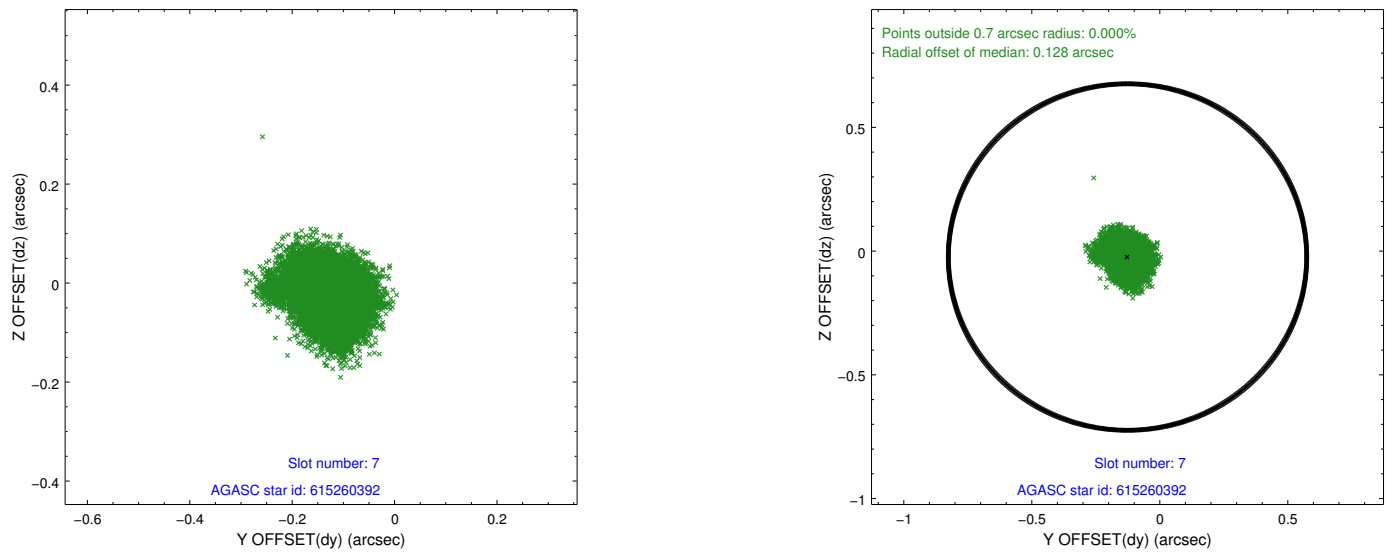 0.4
0.2
0
−0.2
−0.4
Z OFFSET(dz) (arcsec)
Slot number: 7
AGASC star id: 615260392
−0.6
−0.4
−0.2
0
0.2
Y OFFSET(dy) (arcsec)
Points outside 0.7 arcsec radius: 0.000%
Radial offset of median: 0.128 arcsec
0.5
0
−0.5
−1
Z OFFSET(dz) (arcsec)
Slot number: 7
AGASC star id: 615260392
−1
−0.5
0
0.5
Y OFFSET(dy) (arcsec)